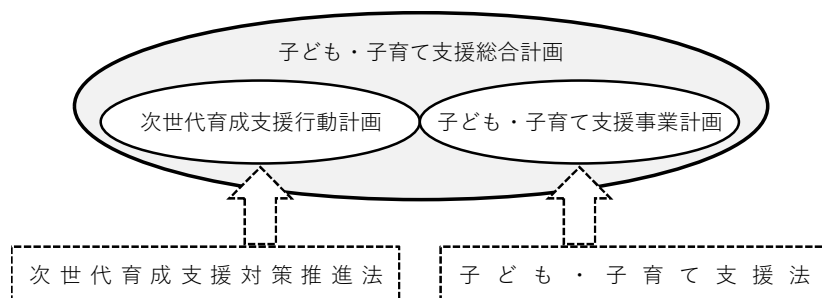 子ども・子育て支援総合計画
次世代育成支援行動計画
子ども・子育て支援事業計画
次世代育成支援対策推進法
子ども・子育て支援法